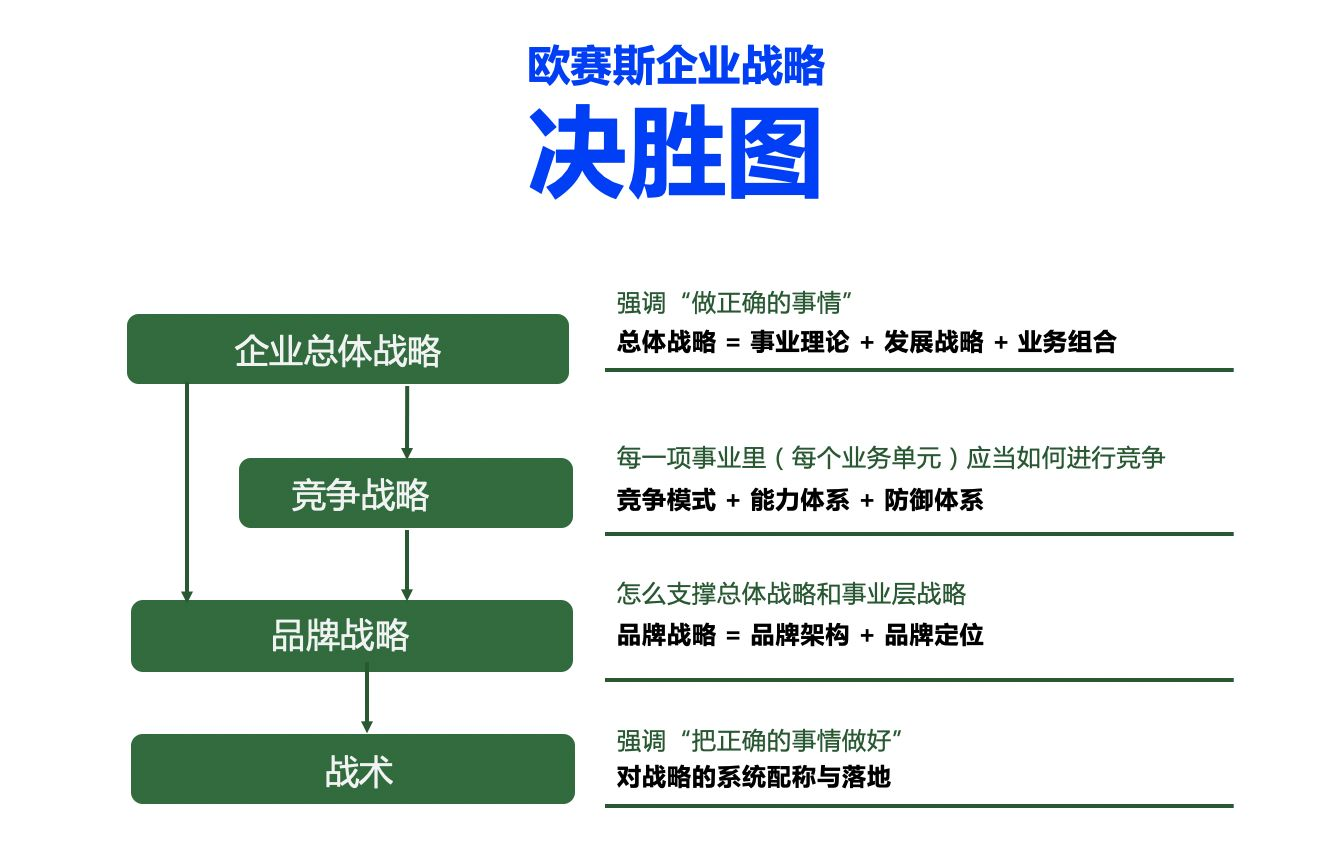 欧赛斯企业战略
决胜图
企业总体战略
强调“做正确的事情”
总体战略 = 事业理论 + 发展战略 + 业务组合
竞争战略
每一项事业里（每个业务单元）应当如何进行竞争
竞争模式 + 能力体系 + 防御体系
品牌战略
怎么支撑总体战略和事业层战略
品牌战略 = 品牌架构 + 品牌定位
战术
强调“把正确的事情做好”
对战略的系统配称与落地